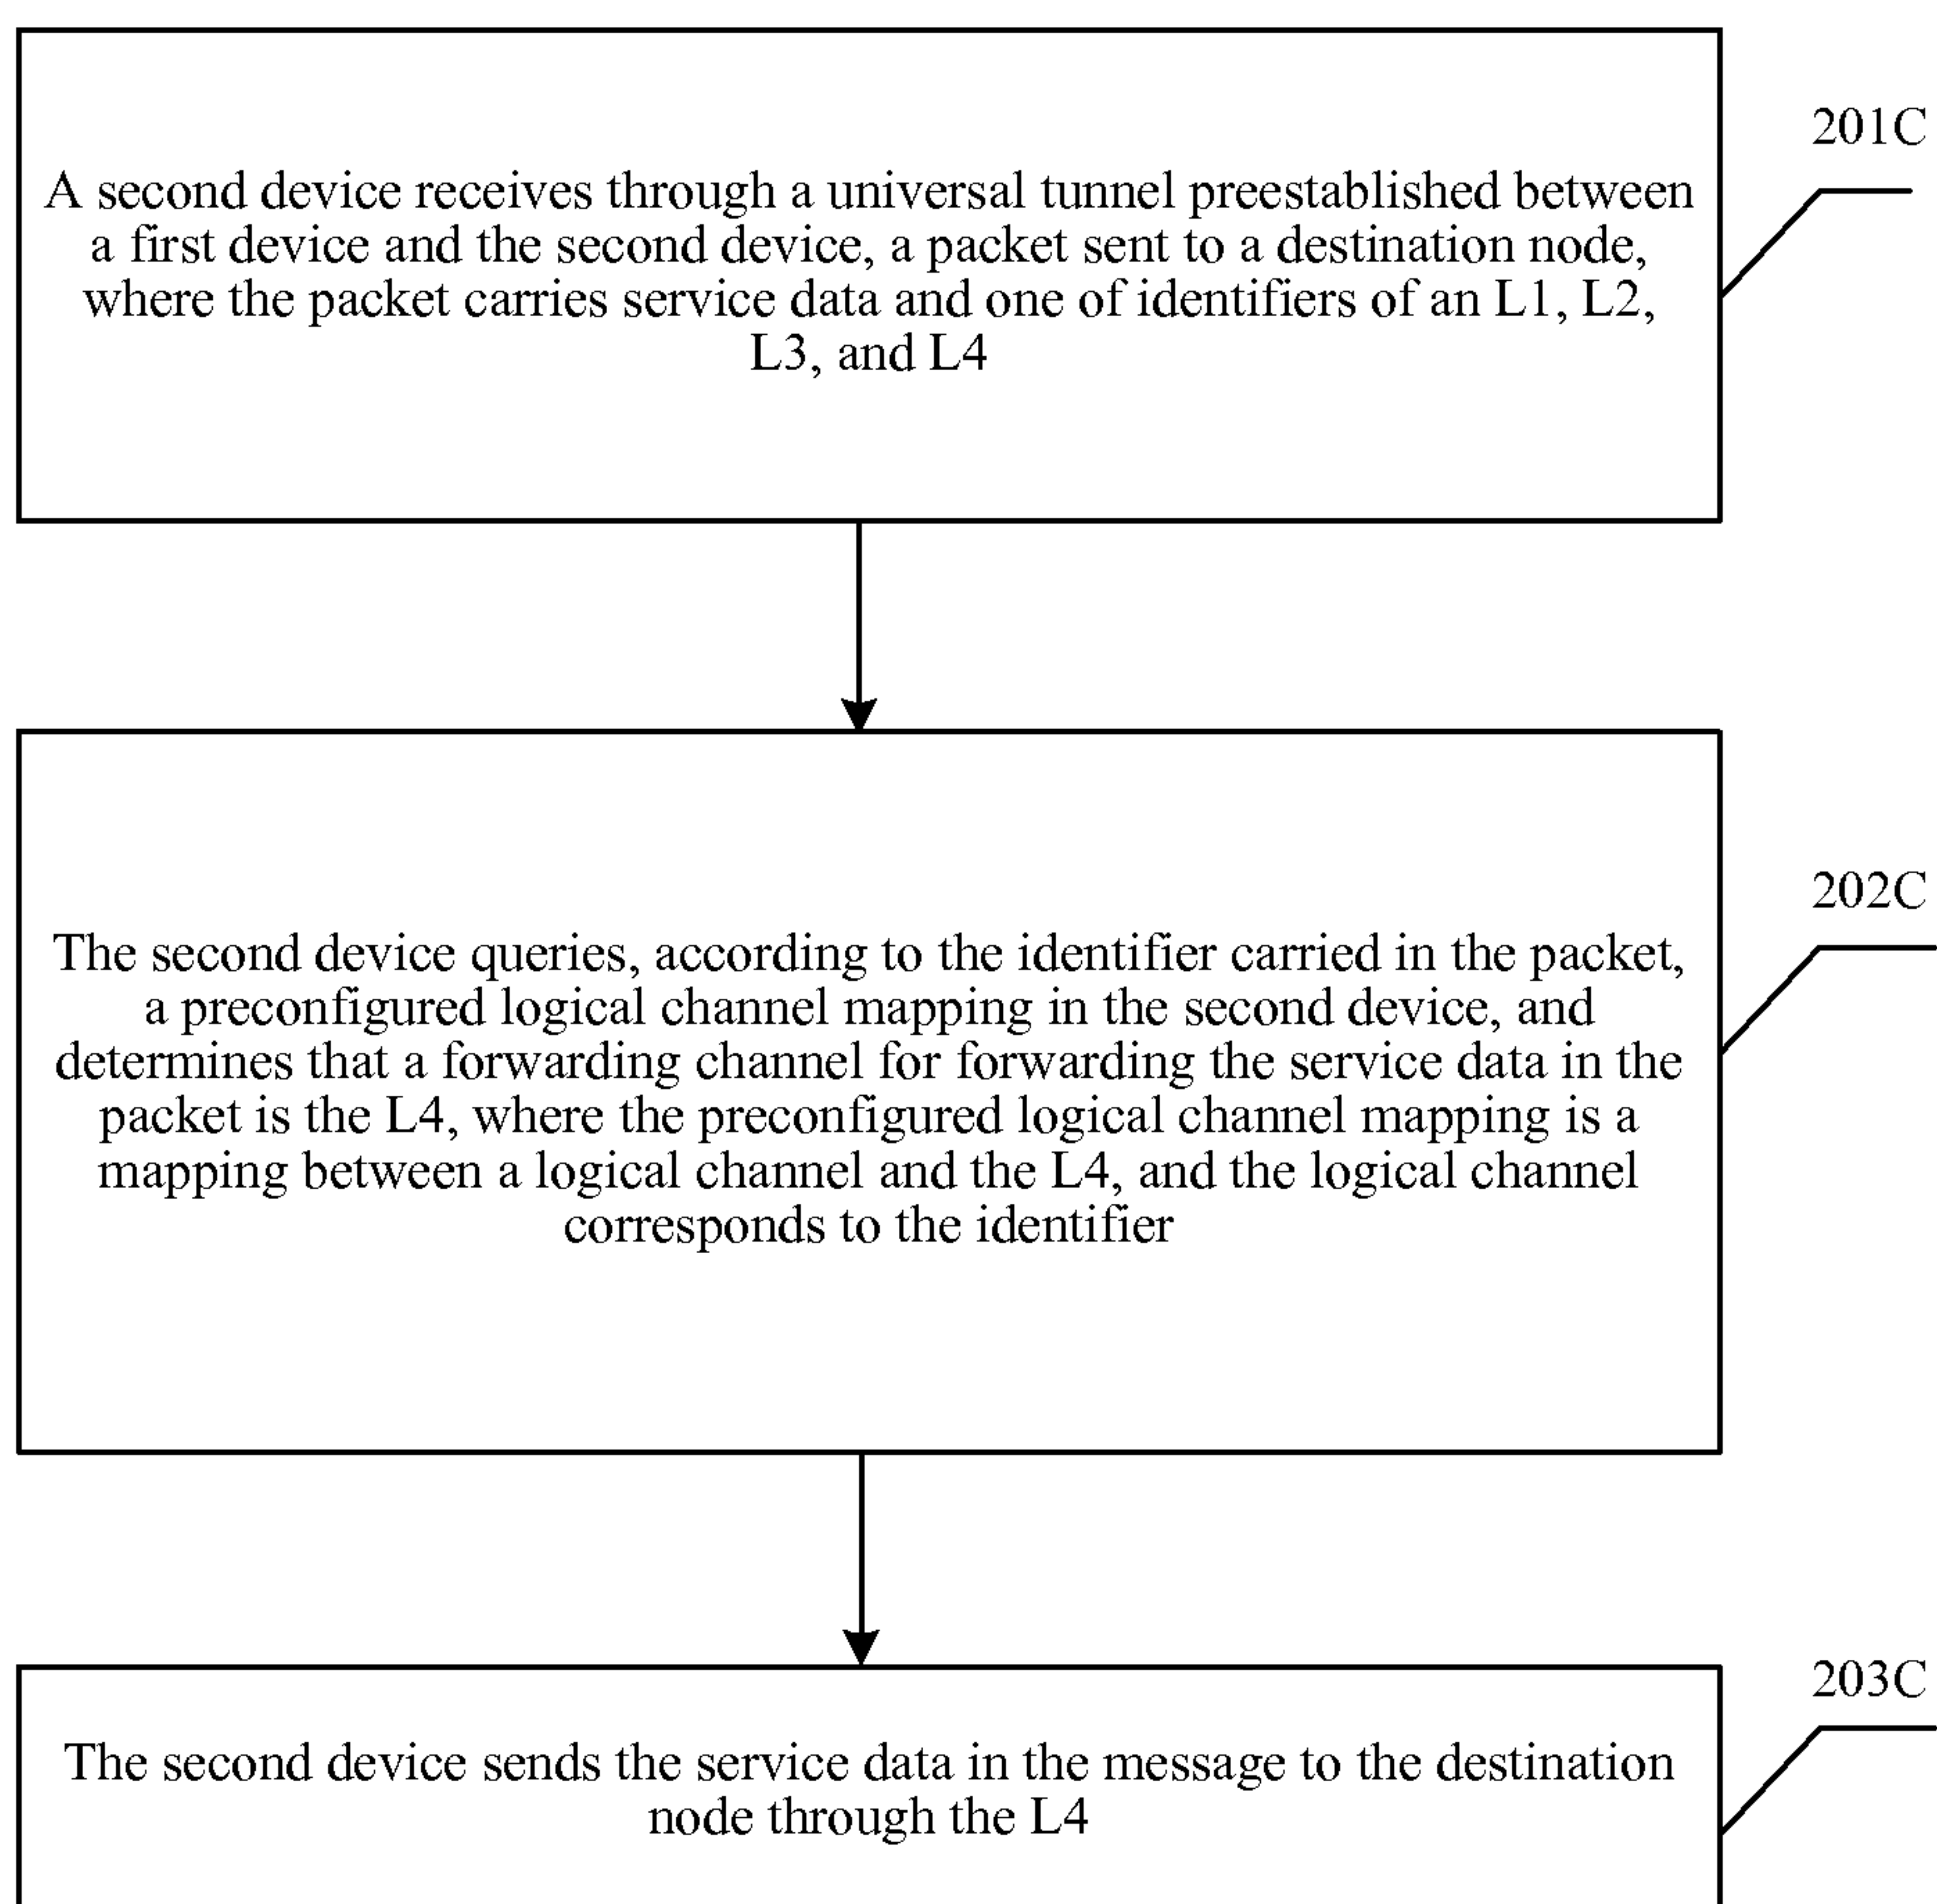 201C
A second device receives through a universal tunnel preestablished between
a first device and the second device, a packet sent to a destination node,
where the packet carries service data and one of identifiers of an L1, L2,
L3, and L4
202C
The second device queries, according to the identifier carried in the packet,
a preconfigured logical channel mapping in the second device, and
determines that a forwarding channel for forwarding the service data in the
packet is the L4, where the preconfigured logical channel mapping is a
mapping between a logical channel and the L4, and the logical channel
corresponds to the identifier
203C
The second device sends the service data in the message to the destination
node through the L4